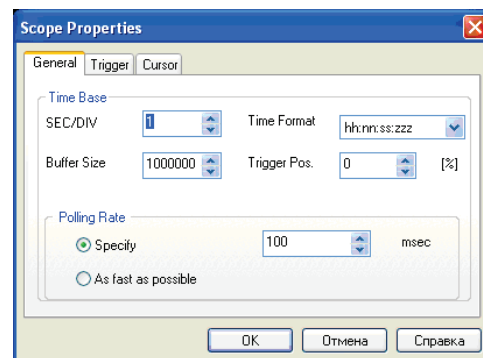 Scope Properties
General Trigger Cursor
Time Base
SEC/DIV 1 Time Format hh:nn:ss:zzz
Buffer Size 1000000 Trigger Pos. 0 [%]
Polling Rate
Specify 100 msec
As fast as possible
OK Отмена Справка